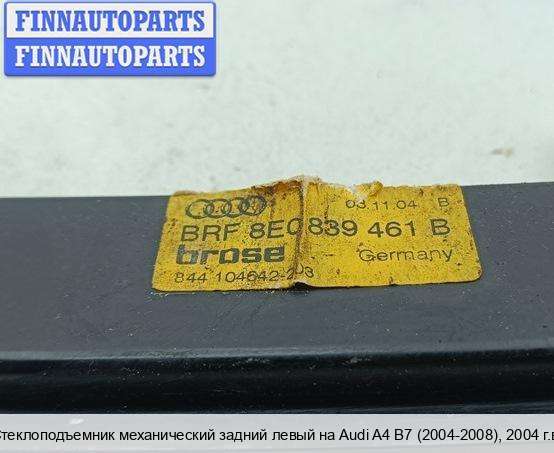 FINNAUTOPARTS
FINNAUTOPARTS
03.11.04 B
BRF 8E0 839 461 B
brose Germany
844 104642-203
Стеклоподъемник механический задний левый на Audi A4 B7 (2004-2008), 2004 г.в